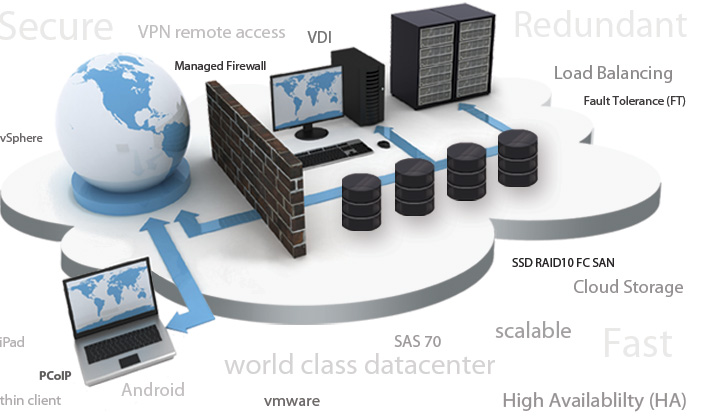 Secure
VPN remote access
VDI
Redundant
Managed Firewall
Load Balancing
Fault Tolerance (FT)
vSphere
SSD RAID10 FC SAN
Cloud Storage
scalable
SAS 70
Fast
iPad
world class datacenter
PCoIP
Android
thin client
vmware
High Availablilty (HA)